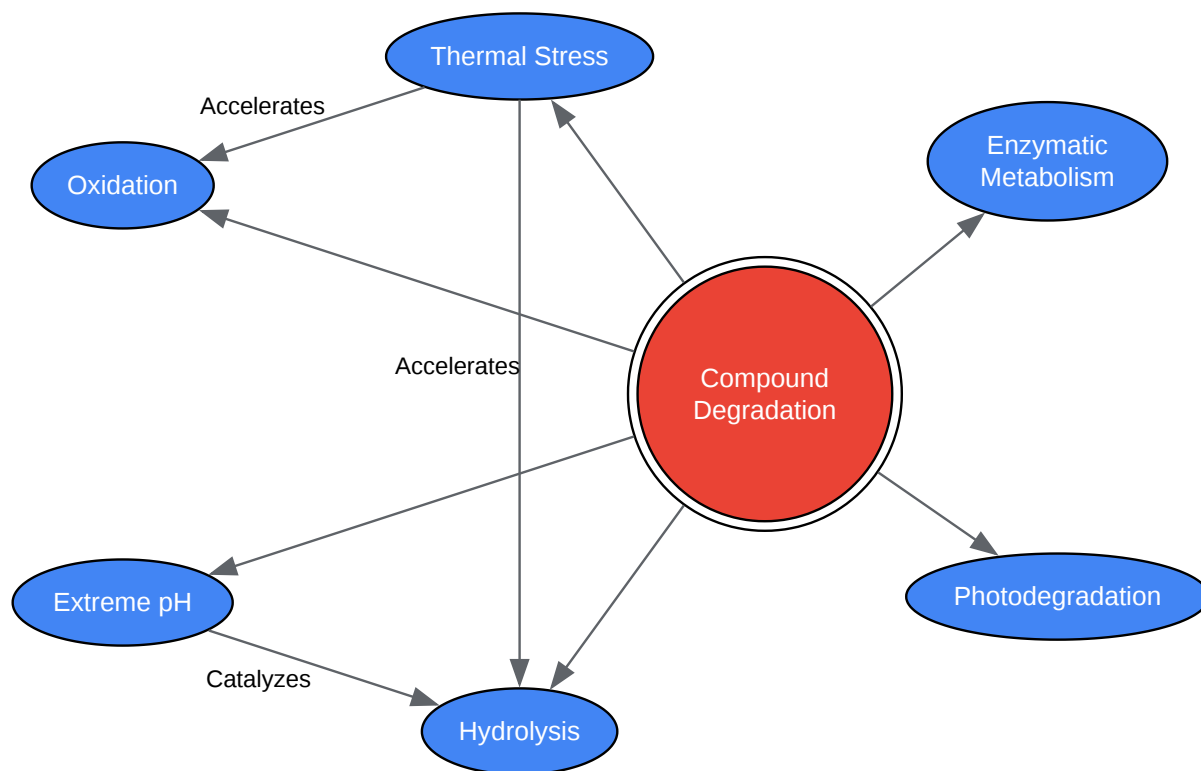 Thermal Stress
Accelerates
Enzymatic
Metabolism
Oxidation
Accelerates
Compound
Degradation
Extreme pH
Photodegradation
Catalyzes
Hydrolysis